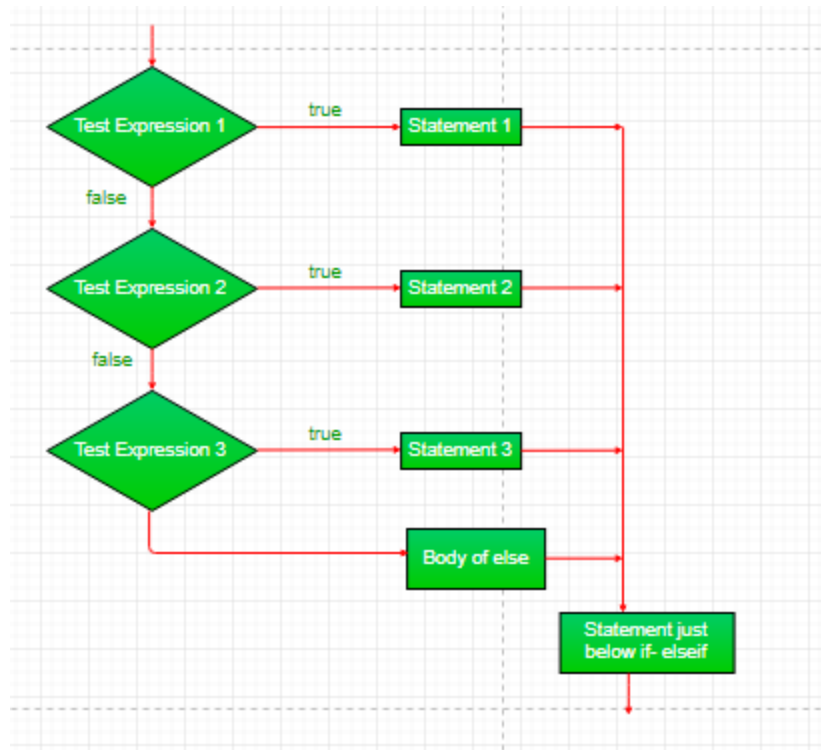 Test Expression 1
true
Statement 1
false
Test Expression 2
true
Statement 2
false
Test Expression 3
true
Statement 3
Body of else
Statement just
below if- elseif